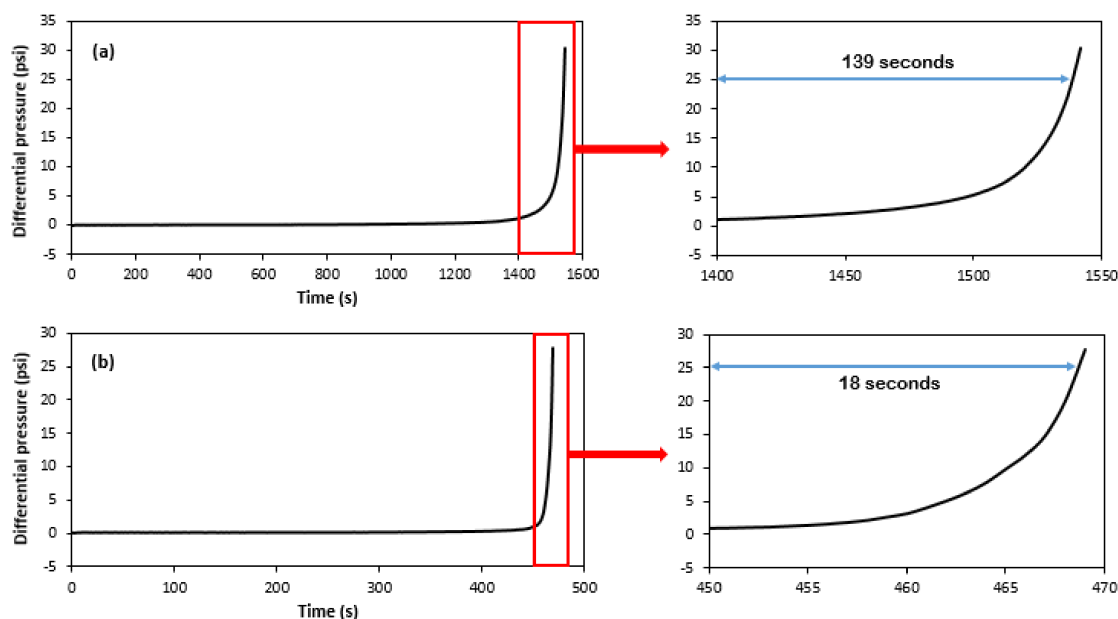 Differential pressure (psi)
35
30
25
20
15
10
5
0
-5
(a)
0 200 400 600 800 1000 1200 1400 1600
Time (s)
35
30
25
20
15
10
5
0
-5
139 seconds
1400 1450 1500 1550
Differential pressure (psi)
30
25
20
15
10
5
0
-5
(b)
0 100 200 300 400 500
Time (s)
30
25
20
15
10
5
0
-5
18 seconds
450 455 460 465 470